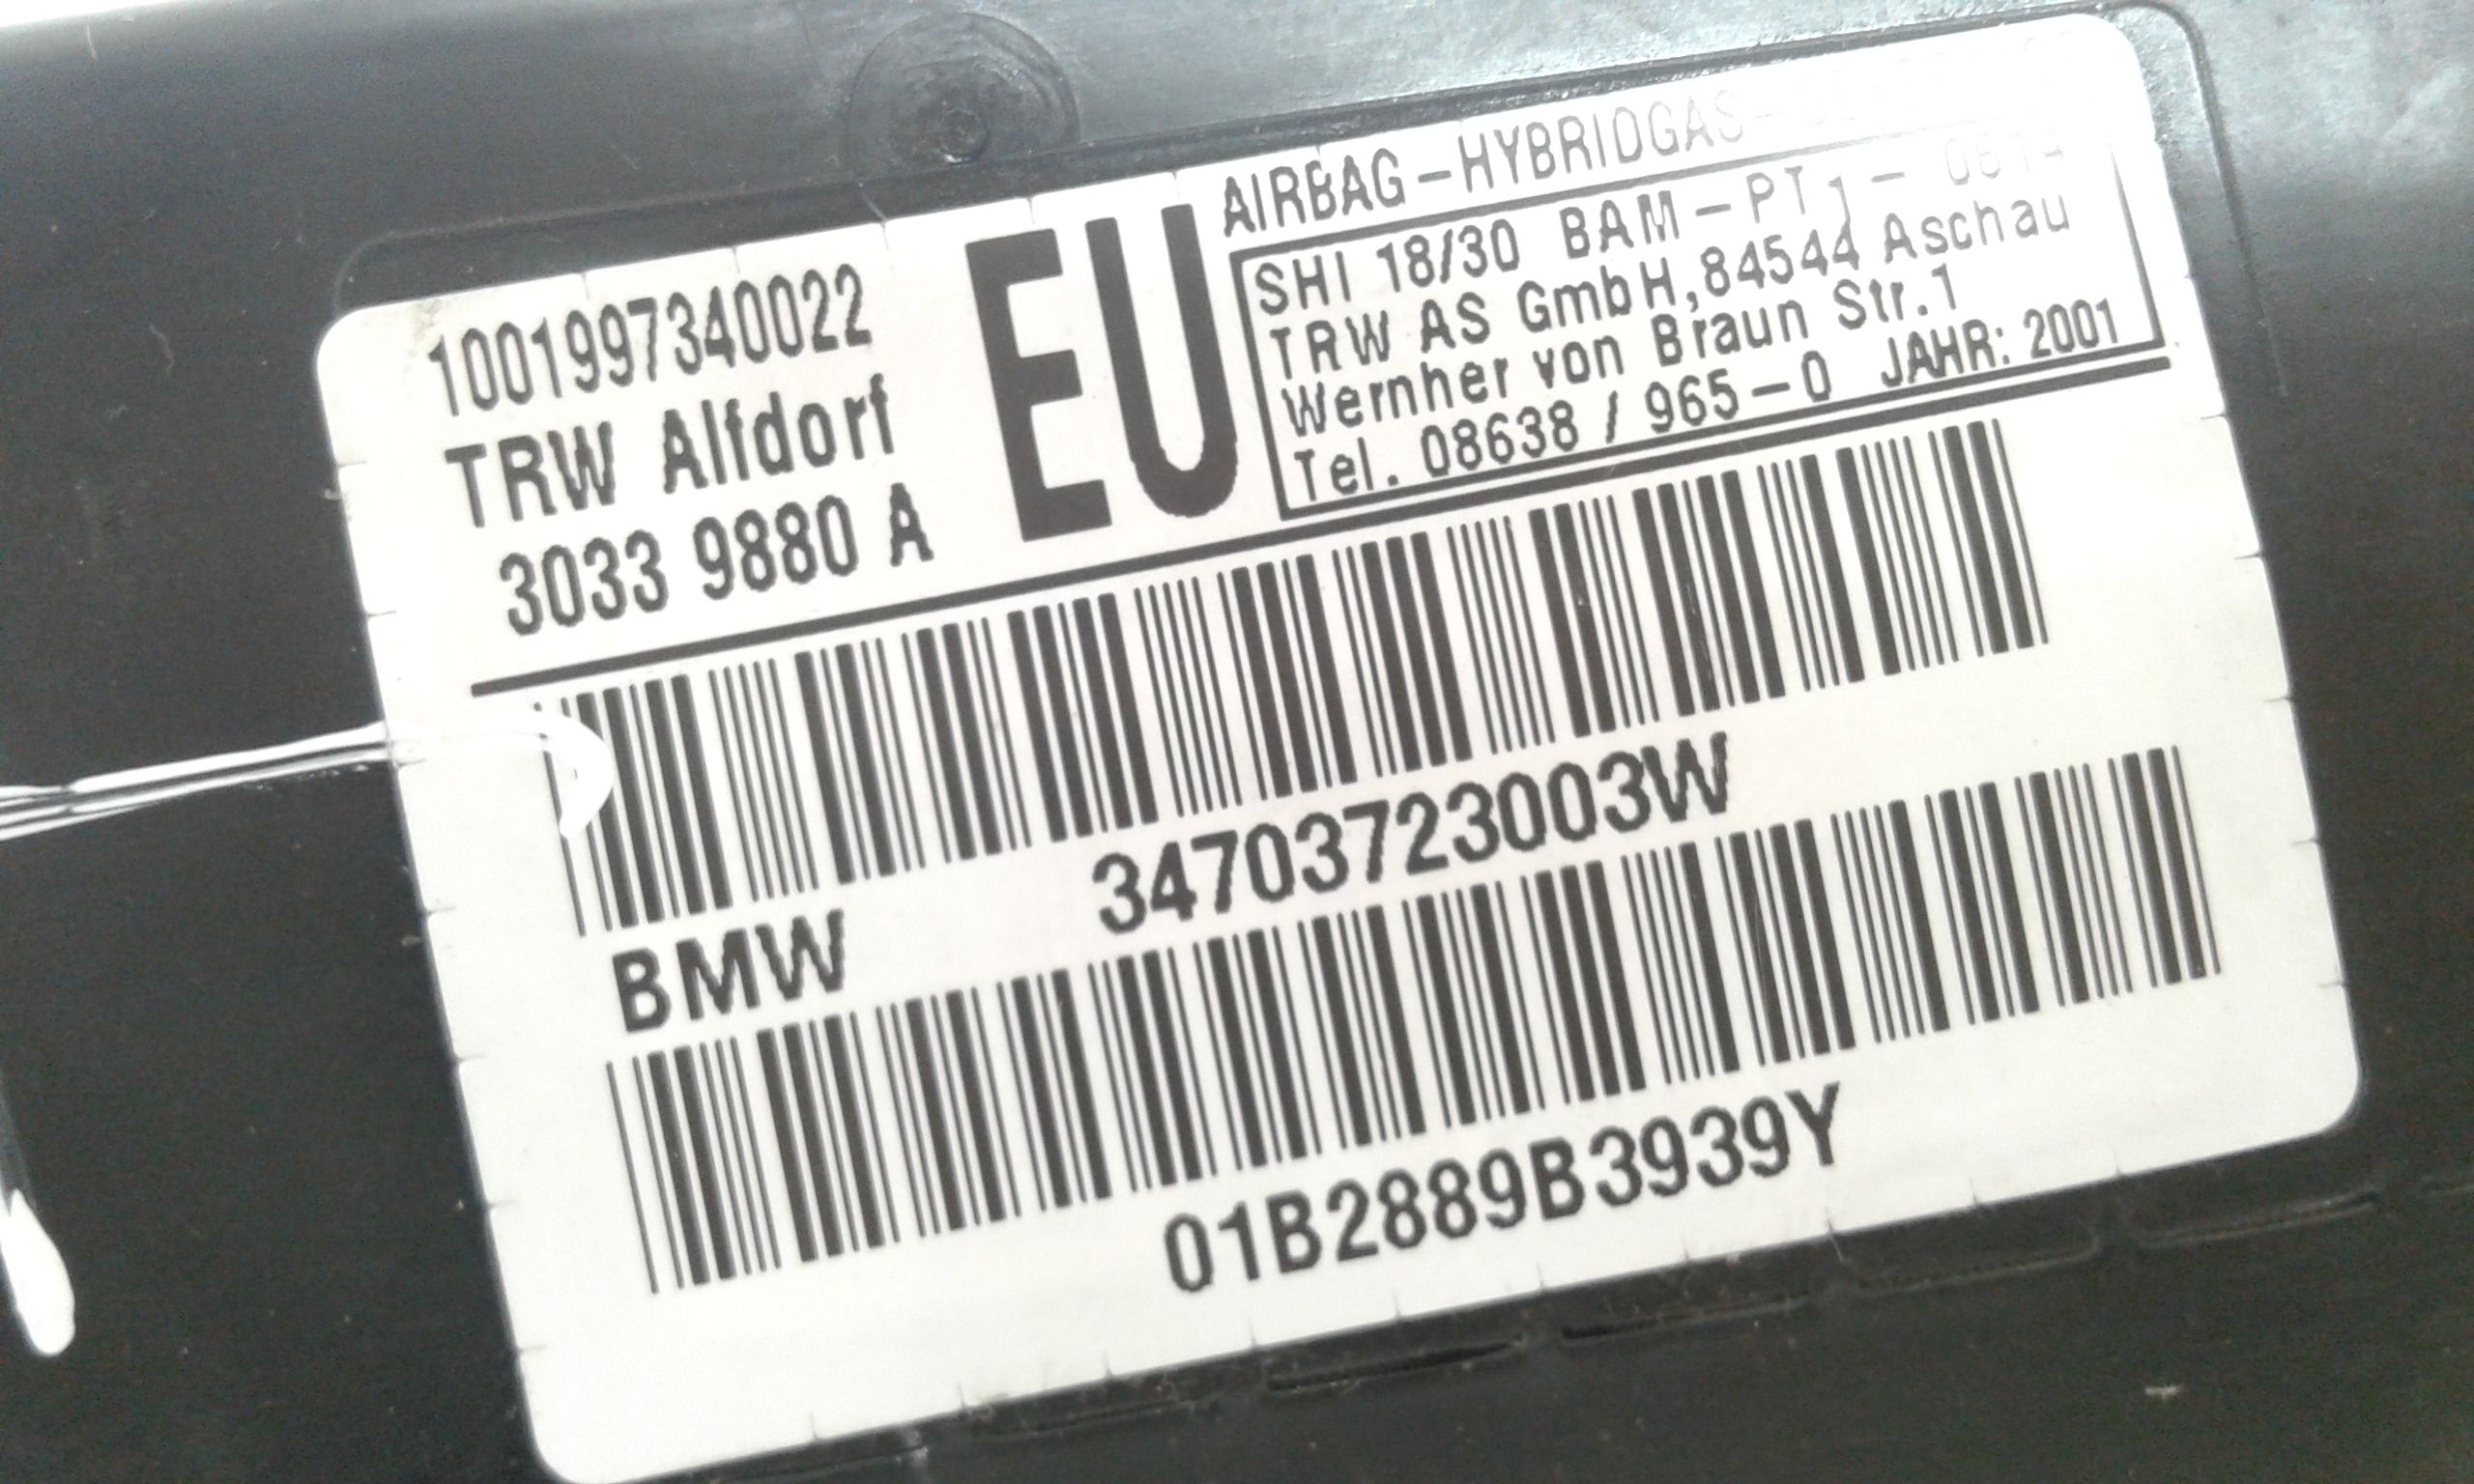 1001997340022
TRW Alfdorf
3033 9880 A
EU
AIRBAG-HYBRIDGAS-
SHI 18/30 BAM-PT1-
TRW AS GmbH,84544 Aschau
Wernher von Braun Str.1
Tel. 08638 / 965-0 JAHR: 2001
BMW 34703723003W
01B2889B3939Y